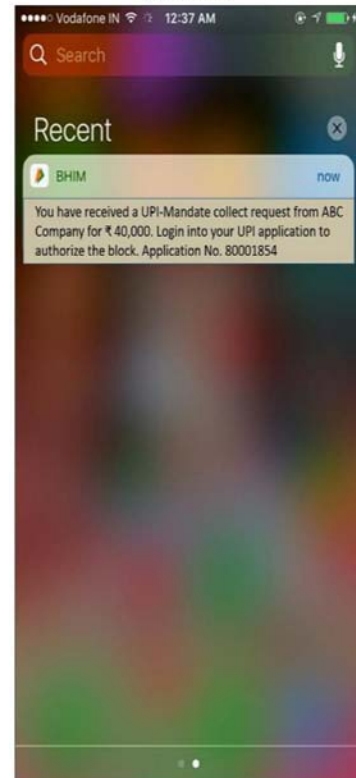 Vodafone IN 12:37 AM
Search
Recent
BHIM now
You have received a UPI-Mandate collect request from ABC
Company for ₹ 40,000. Login into your UPI application to
authorize the block. Application No. 80001854